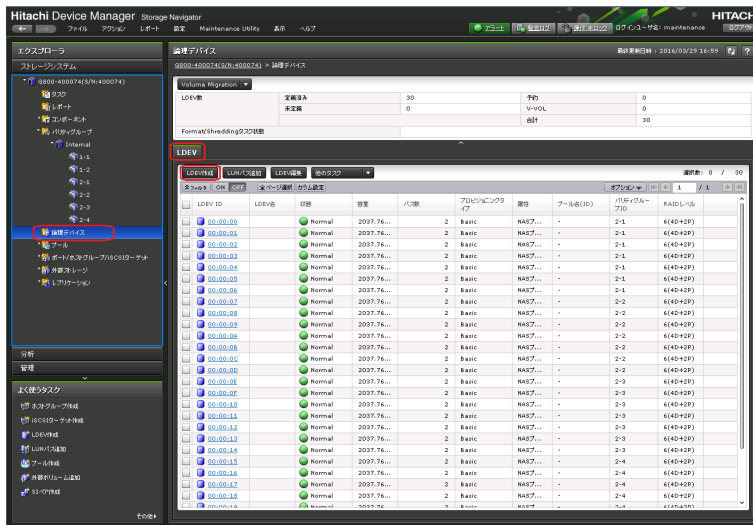 Hitachi Device Manager Storage Navigator
HITACHI
ファイル アクション レポート 設定 Maintenance Utility 表示 ヘルプ
アラート 監査ログ ログインユーザ名: maintenance ログアウト
エクスプローラ
ストレージシステム
G800-400074(S/N:400074)
タスク
レポート
コンポーネント
パリティグループ
Internal
1-1
1-2
2-1
2-2
2-3
2-4
論理デバイス
プール
ポート/ホストグループ/iSCSIターゲット
外部ストレージ
レプリケーション
分析
管理
よく使うタスク
ホストグループ作成
iSCSIターゲット作成
LDEV作成
LUNパス追加
プール作成
外部ボリューム追加
SIペア作成
その他
論理デバイス
最終更新日時 : 2016/03/29 16:59
G800-400074(S/N:400074) > 論理デバイス
Volume Migration
LDEV数 定義済み 30 予約 0
未定義 0 V-VOL 0
合計 30
Format/Shreddingタスク状態
LDEV
LDEV作成 LUNパス追加 LDEV編集 他のタスク 選択数: 0 / 30
フィルタ ON OFF 全ページ選択 カラム設定 オプション 1 / 1
LDEV ID LDEV名 状態 容量 パス数 プロビジョニングタイプ 属性 プール名(ID) パリティグループID RAIDレベル
00:00:00 Normal 2037.76... 2 Basic NASプ... - 2-1 6(4D+2P)
00:00:01 Normal 2037.76... 2 Basic NASプ... - 2-1 6(4D+2P)
00:00:02 Normal 2037.76... 2 Basic NASプ... - 2-1 6(4D+2P)
00:00:03 Normal 2037.76... 2 Basic NASプ... - 2-1 6(4D+2P)
00:00:04 Normal 2037.76... 2 Basic NASプ... - 2-1 6(4D+2P)
00:00:05 Normal 2037.76... 2 Basic NASプ... - 2-1 6(4D+2P)
00:00:06 Normal 2037.76... 2 Basic NASプ... - 2-1 6(4D+2P)
00:00:07 Normal 2037.76... 2 Basic NASプ... - 2-2 6(4D+2P)
00:00:08 Normal 2037.76... 2 Basic NASプ... - 2-2 6(4D+2P)
00:00:09 Normal 2037.76... 2 Basic NASプ... - 2-2 6(4D+2P)
00:00:0A Normal 2037.76... 2 Basic NASプ... - 2-2 6(4D+2P)
00:00:0B Normal 2037.76... 2 Basic NASプ... - 2-2 6(4D+2P)
00:00:0C Normal 2037.76... 2 Basic NASプ... - 2-2 6(4D+2P)
00:00:0D Normal 2037.76... 2 Basic NASプ... - 2-2 6(4D+2P)
00:00:0E Normal 2037.76... 2 Basic NASプ... - 2-3 6(4D+2P)
00:00:0F Normal 2037.76... 2 Basic NASプ... - 2-3 6(4D+2P)
00:00:10 Normal 2037.76... 2 Basic NASプ... - 2-3 6(4D+2P)
00:00:11 Normal 2037.76... 2 Basic NASプ... - 2-3 6(4D+2P)
00:00:12 Normal 2037.76... 2 Basic NASプ... - 2-3 6(4D+2P)
00:00:13 Normal 2037.76... 2 Basic NASプ... - 2-3 6(4D+2P)
00:00:14 Normal 2037.76... 2 Basic NASプ... - 2-3 6(4D+2P)
00:00:15 Normal 2037.76... 2 Basic NASプ... - 2-4 6(4D+2P)
00:00:16 Normal 2037.76... 2 Basic NASプ... - 2-4 6(4D+2P)
00:00:17 Normal 2037.76... 2 Basic NASプ... - 2-4 6(4D+2P)
00:00:18 Normal 2037.76... 2 Basic NASプ... - 2-4 6(4D+2P)
00:00:19 Normal 2037.76... 2 Basic NASプ... - 2-4 6(4D+2P)